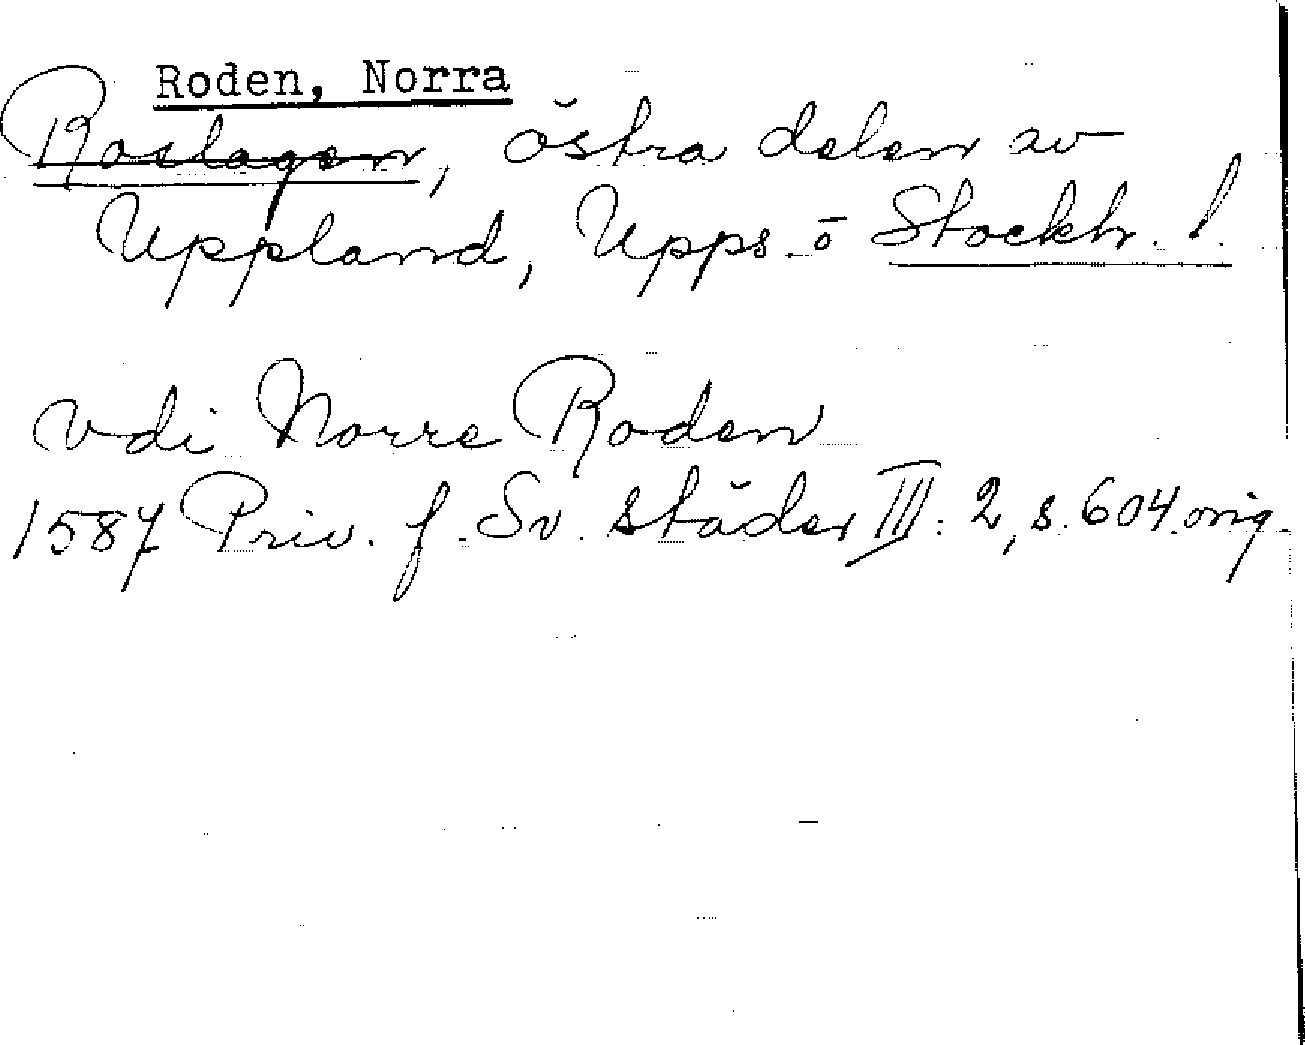 Roden, Norra
Roslagen, östra delen av
Uppland, Upps. o Stockh. l.
vdi Norre Roden
1587 Priv. f. Sv. städer III: 2, s. 604. orig.